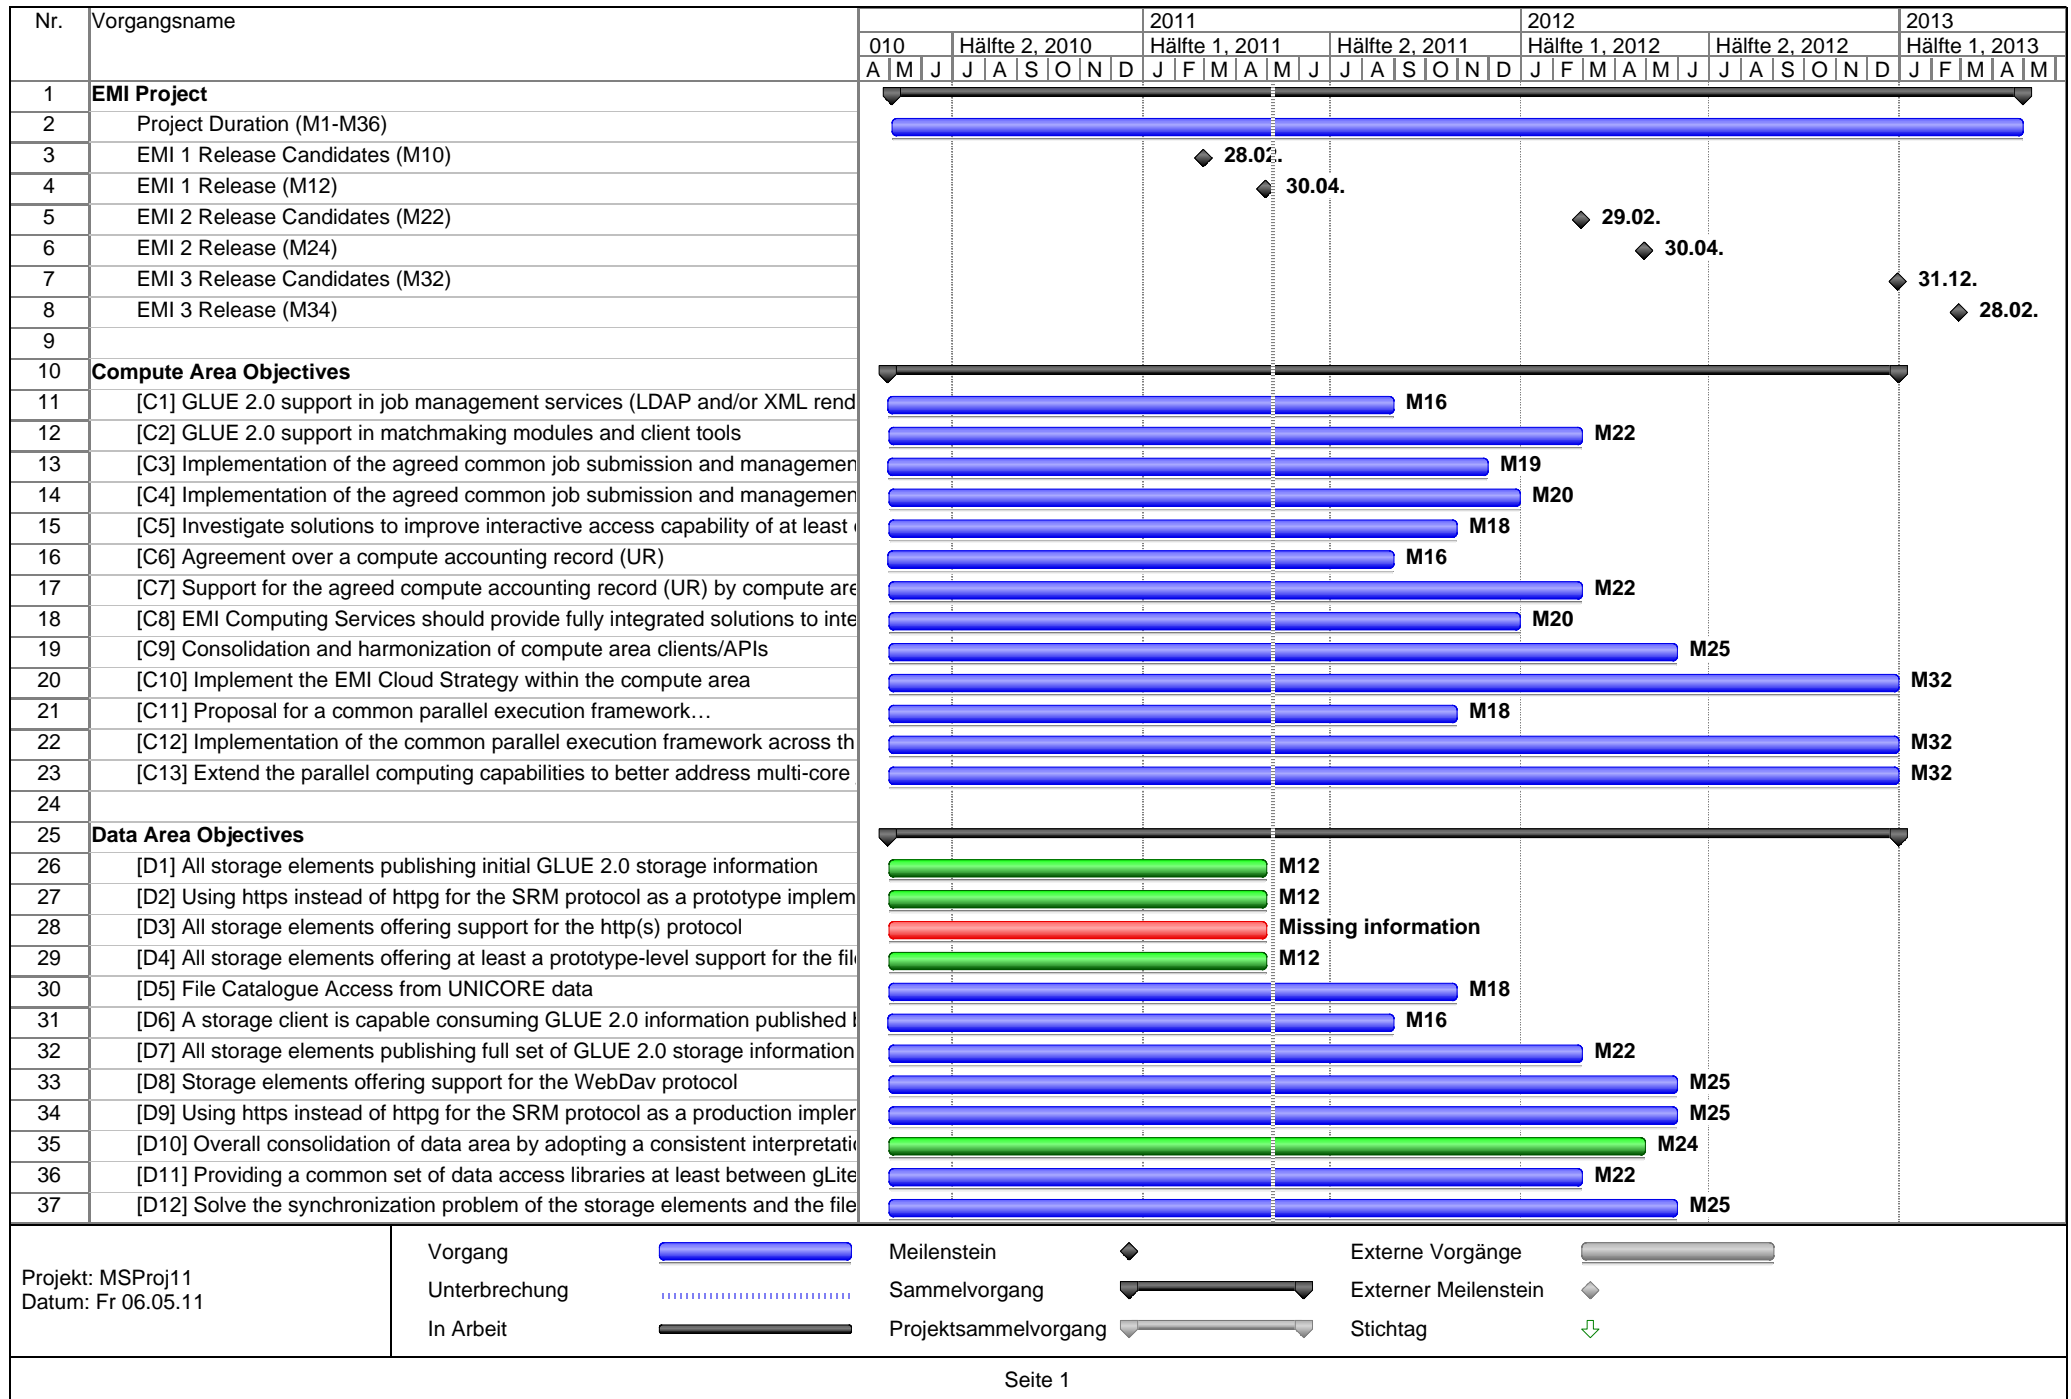 Nr. Vorgangsname 2011 2012 2013
010 Hälfte 2, 2010 Hälfte 1, 2011 Hälfte 2, 2011 Hälfte 1, 2012 Hälfte 2, 2012 Hälfte 1, 2013
A M J J A S O N D J F M A M J J A S O N D J F M A M J J A S O N D J F M A M
1 EMI Project
2 Project Duration (M1-M36)
3 EMI 1 Release Candidates (M10) 28.02.
4 EMI 1 Release (M12) 30.04.
5 EMI 2 Release Candidates (M22) 29.02.
6 EMI 2 Release (M24) 30.04.
7 EMI 3 Release Candidates (M32) 31.12.
8 EMI 3 Release (M34) 28.02.
9
10 Compute Area Objectives
11 [C1] GLUE 2.0 support in job management services (LDAP and/or XML rend M16
12 [C2] GLUE 2.0 support in matchmaking modules and client tools M22
13 [C3] Implementation of the agreed common job submission and managemen M19
14 [C4] Implementation of the agreed common job submission and managemen M20
15 [C5] Investigate solutions to improve interactive access capability of at least M18
16 [C6] Agreement over a compute accounting record (UR) M16
17 [C7] Support for the agreed compute accounting record (UR) by compute are M22
18 [C8] EMI Computing Services should provide fully integrated solutions to inte M20
19 [C9] Consolidation and harmonization of compute area clients/APIs M25
20 [C10] Implement the EMI Cloud Strategy within the compute area M32
21 [C11] Proposal for a common parallel execution framework… M18
22 [C12] Implementation of the common parallel execution framework across th M32
23 [C13] Extend the parallel computing capabilities to better address multi-core M32
24
25 Data Area Objectives
26 [D1] All storage elements publishing initial GLUE 2.0 storage information M12
27 [D2] Using https instead of httpg for the SRM protocol as a prototype implem M12
28 [D3] All storage elements offering support for the http(s) protocol Missing information
29 [D4] All storage elements offering at least a prototype-level support for the fil M12
30 [D5] File Catalogue Access from UNICORE data M18
31 [D6] A storage client is capable consuming GLUE 2.0 information published M16
32 [D7] All storage elements publishing full set of GLUE 2.0 storage information M22
33 [D8] Storage elements offering support for the WebDav protocol M25
34 [D9] Using https instead of httpg for the SRM protocol as a production imple M25
35 [D10] Overall consolidation of data area by adopting a consistent interpretati M24
36 [D11] Providing a common set of data access libraries at least between gLite M22
37 [D12] Solve the synchronization problem of the storage elements and the file M25
Projekt: MSProj11
Datum: Fr 06.05.11
Vorgang Meilenstein Externe Vorgänge
Unterbrechung Sammelvorgang Externer Meilenstein
In Arbeit Projektsammelvorgang Stichtag
Seite 1